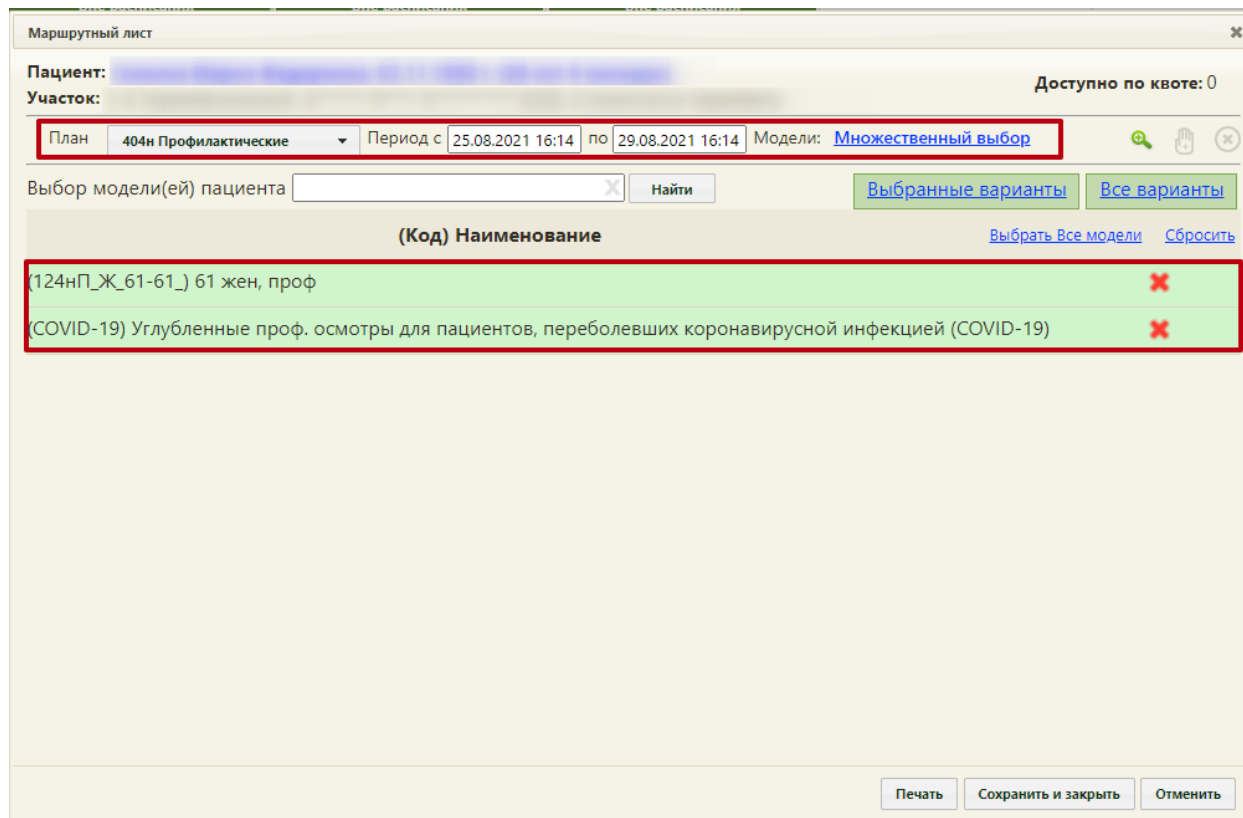 Маршрутный лист
Пациент:
Доступно по квоте: 0
Участок:
План 404н Профилактические Период с 25.08.2021 16:14 по 29.08.2021 16:14 Модели: Множественный выбор
Выбор модели(ей) пациента X Найти Выбранные варианты Все варианты
(Код) Наименование Выбрать Все модели Сбросить
(124нП_Ж_61-61_) 61 жен, проф
(COVID-19) Углубленные проф. осмотры для пациентов, переболевших коронавирусной инфекцией (COVID-19)
Печать Сохранить и закрыть Отменить